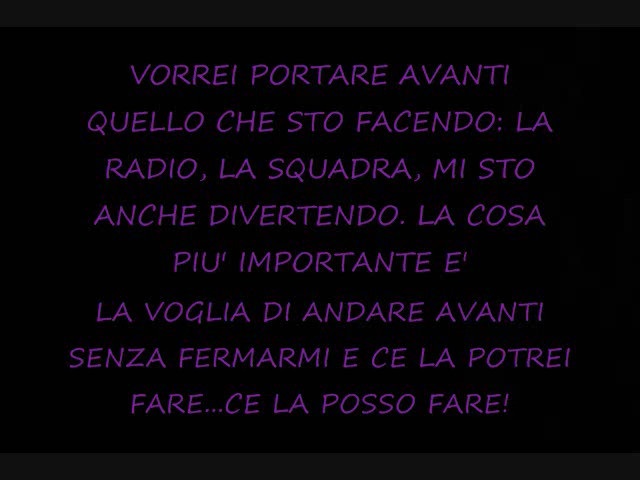 VORREI PORTARE AVANTI
QUELLO CHE STO FACENDO: LA
RADIO, LA SQUADRA, MI STO
ANCHE DIVERTENDO. LA COSA
PIU' IMPORTANTE E'
LA VOGLIA DI ANDARE AVANTI
SENZA FERMARMI E CE LA POTREI
FARE...CE LA POSSO FARE!